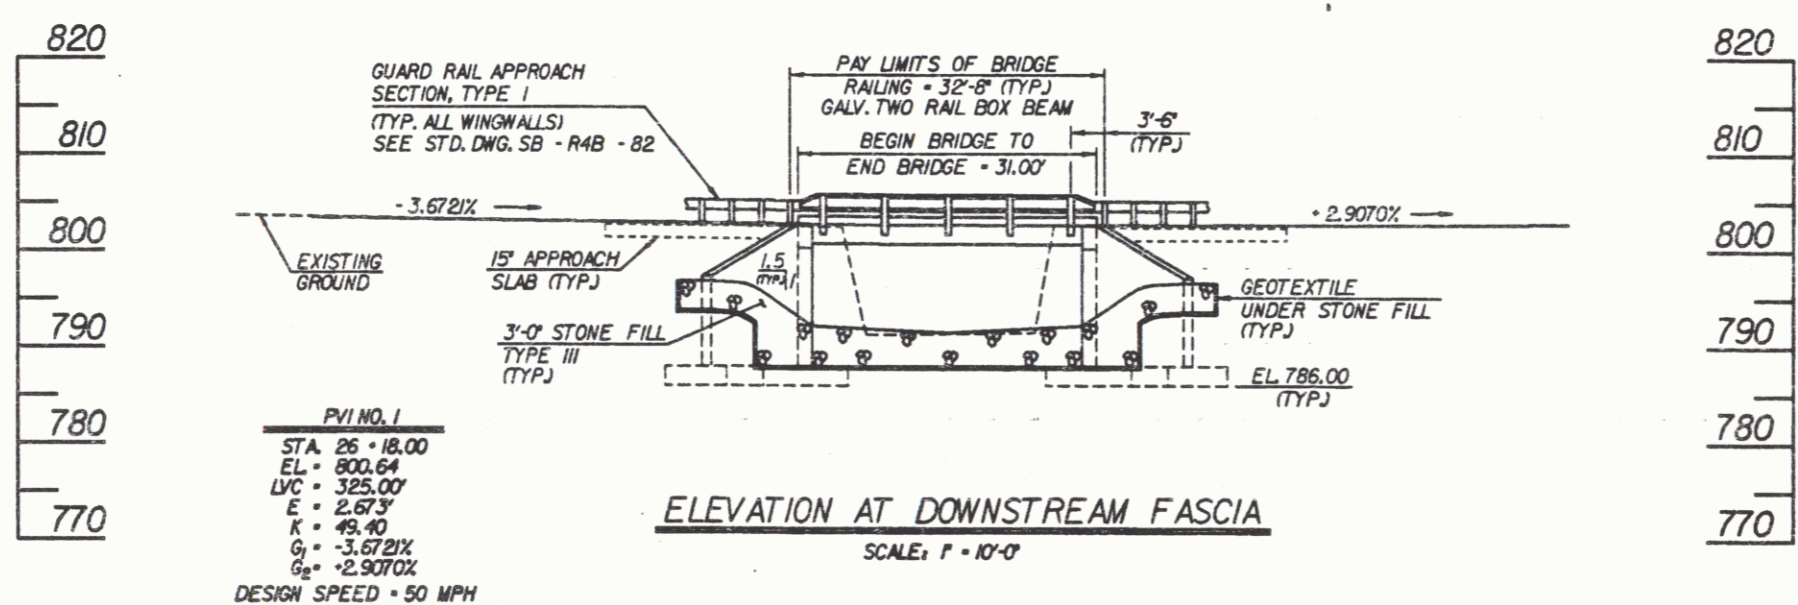 820
810
800
790
780
770
GUARD RAIL APPROACH
SECTION, TYPE I
(TYP. ALL WINGWALLS)
SEE STD. DWG. SB - R4B - 82
PAY LIMITS OF BRIDGE
RAILING = 32'-8" (TYP.)
GALV. TWO RAIL BOX BEAM
3'-6"
(TYP.)
BEGIN BRIDGE TO
END BRIDGE = 31.00'
-3.6721%
+2.9070%
EXISTING
GROUND
15" APPROACH
SLAB (TYP.)
1.5
(TYP.) 1
3'-0" STONE FILL
TYPE III
(TYP.)
GEOTEXTILE
UNDER STONE FILL
(TYP.)
EL. 786.00
(TYP.)
PVI NO. 1
STA. 26 + 18.00
EL = 800.64
LVC = 325.00'
E = 2.673'
K = 49.40
G1 = -3.6721%
G2 = +2.9070%
DESIGN SPEED = 50 MPH
ELEVATION AT DOWNSTREAM FASCIA
SCALE: 1" = 10'-0"
820
810
800
790
780
770